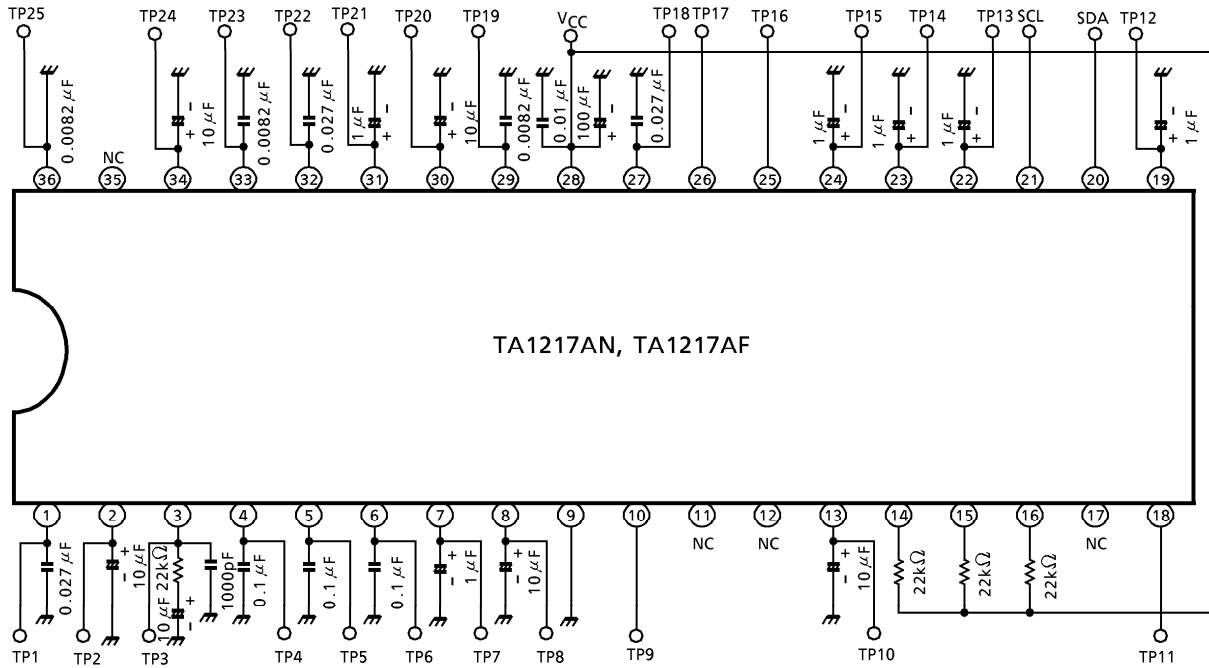 TP25 TP24 TP23 TP22 TP21 TP20 TP19 VCC TP18 TP17 TP16 TP15 TP14 TP13 SCL SDA TP12
0.0082 µF
NC
10 µF
0.0082 µF
0.027 µF
1 µF
10 µF
0.0082 µF
0.01 µF
100 µF
0.027 µF
1 µF
1 µF
1 µF
1 µF
36 35 34 33 32 31 30 29 28 27 26 25 24 23 22 21 20 19
TA1217AN, TA1217AF
1 2 3 4 5 6 7 8 9 10 11 12 13 14 15 16 17 18
NC NC NC
0.027 µF
10 µF
22kΩ
10 µF
1000pF
0.1 µF
0.1 µF
0.1 µF
1 µF
10 µF
10 µF
22kΩ
22kΩ
22kΩ
TP1 TP2 TP3 TP4 TP5 TP6 TP7 TP8 TP9 TP10 TP11